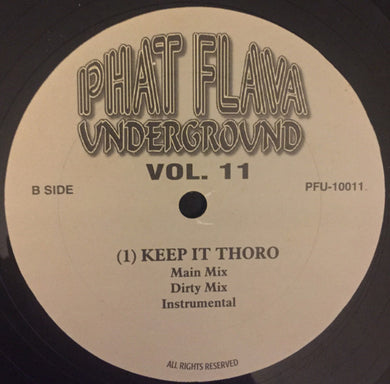 PHAT FLAVA
UNDERGROUND
VOL. 11
B SIDE
PFU-10011
(1) KEEP IT THORO
Main Mix
Dirty Mix
Instrumental
ALL RIGHTS RESERVED